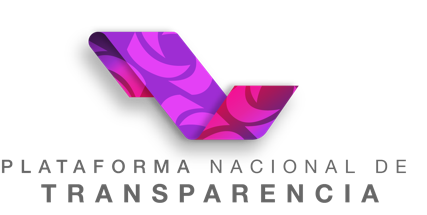 PLATAFORMA NACIONAL DE
TRANSPARENCIA